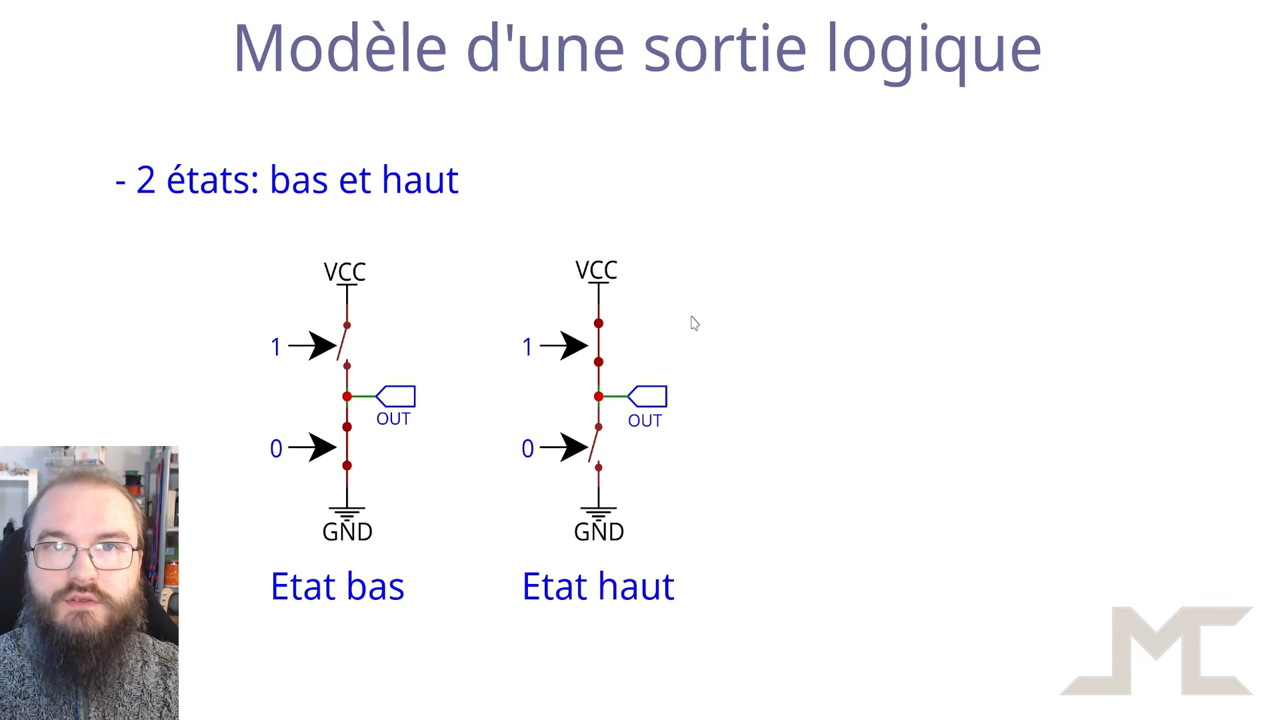 Modèle d'une sortie logique
- 2 états: bas et haut
VCC
VCC
1
1
OUT
OUT
0
0
GND
GND
Etat bas
Etat haut
MC